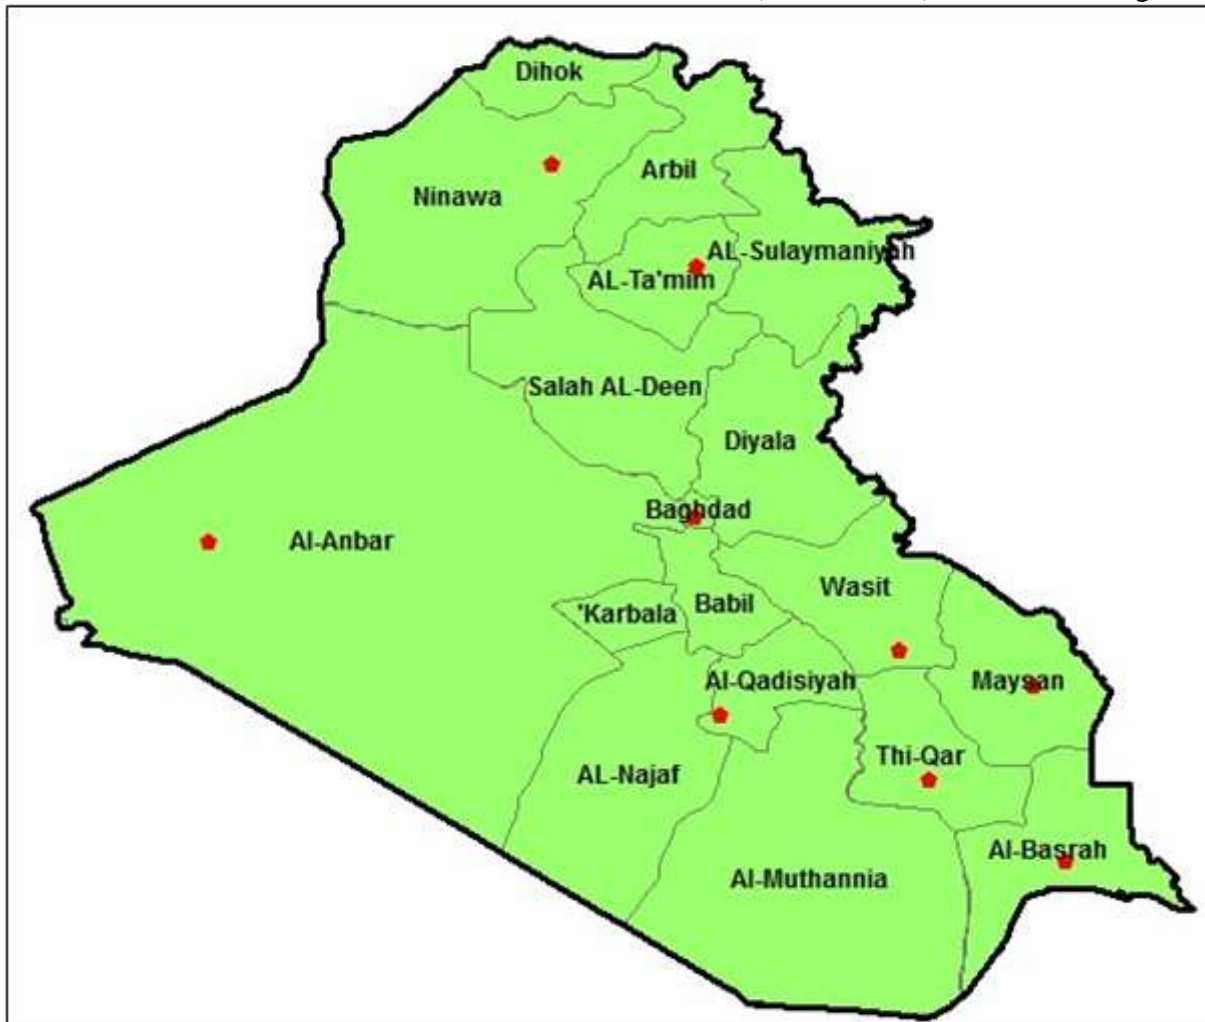 Dihok
Arbil
Ninawa
AL-Sulaymaniyah
AL-Ta'mim
Salah AL-Deen
Diyala
Baghdad
Al-Anbar
Wasit
Babil
'Karbala
Al-Qadisiyah
Maysan
Thi-Qar
AL-Najaf
Al-Basrah
Al-Muthannia